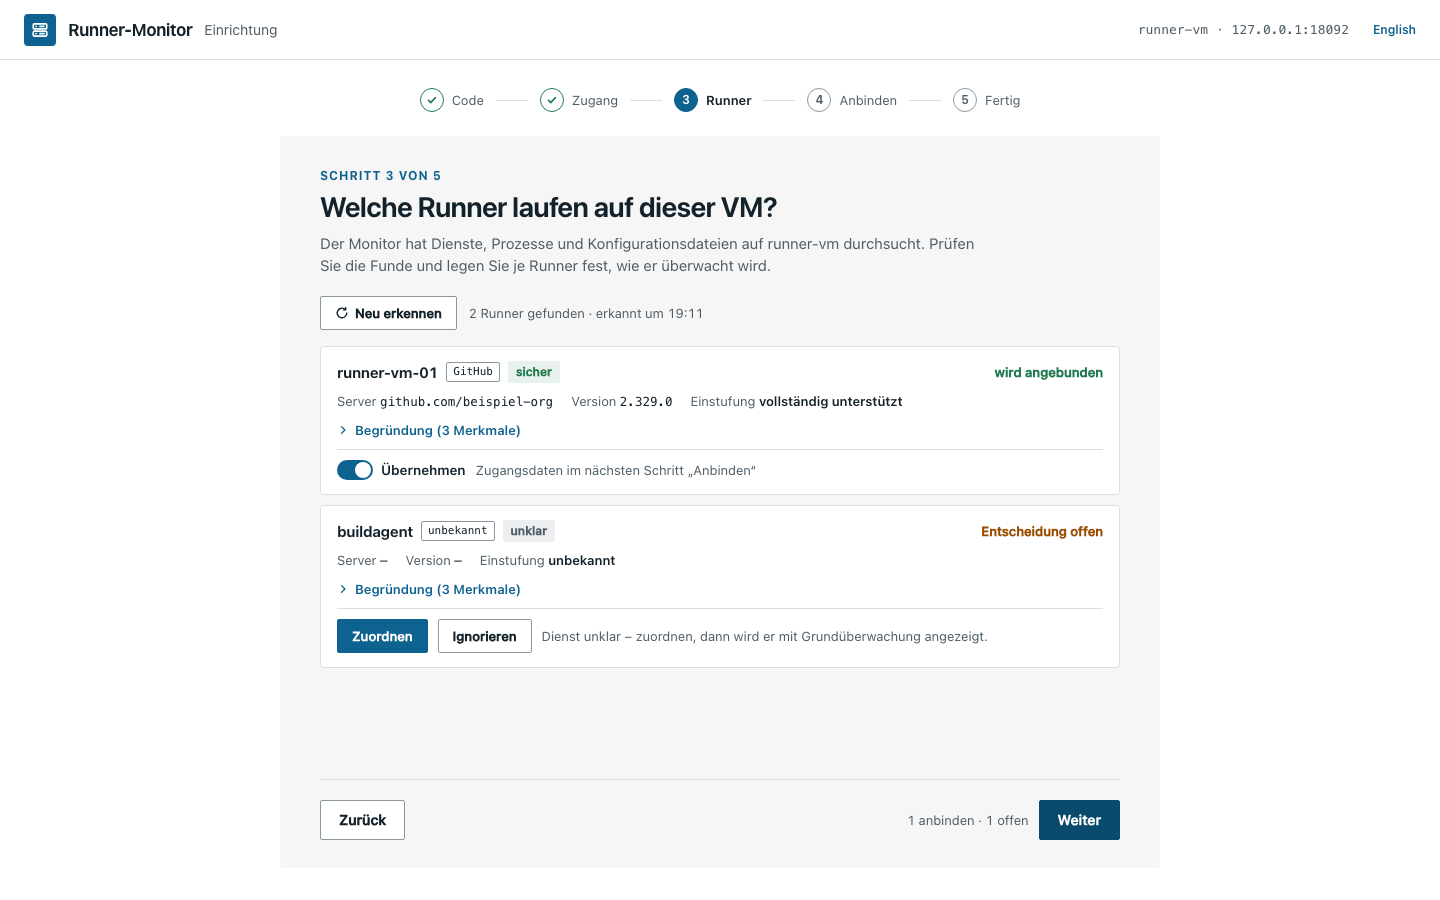 Runner-Monitor Einrichtung
runner-vm · 127.0.0.1:18092 English
Code Zugang 3 Runner 4 Anbinden 5 Fertig
SCHRITT 3 VON 5
Welche Runner laufen auf dieser VM?
Der Monitor hat Dienste, Prozesse und Konfigurationsdateien auf runner-vm durchsucht. Prüfen
Sie die Funde und legen Sie je Runner fest, wie er überwacht wird.
Neu erkennen 2 Runner gefunden · erkannt um 19:11
runner-vm-01 GitHub sicher wird angebunden
Server github.com/beispiel-org Version 2.329.0 Einstufung vollständig unterstützt
Begründung (3 Merkmale)
Übernehmen Zugangsdaten im nächsten Schritt „Anbinden“
buildagent unbekannt unklar Entscheidung offen
Server – Version – Einstufung unbekannt
Begründung (3 Merkmale)
Zuordnen Ignorieren Dienst unklar – zuordnen, dann wird er mit Grundüberwachung angezeigt.
Zurück 1 anbinden · 1 offen Weiter